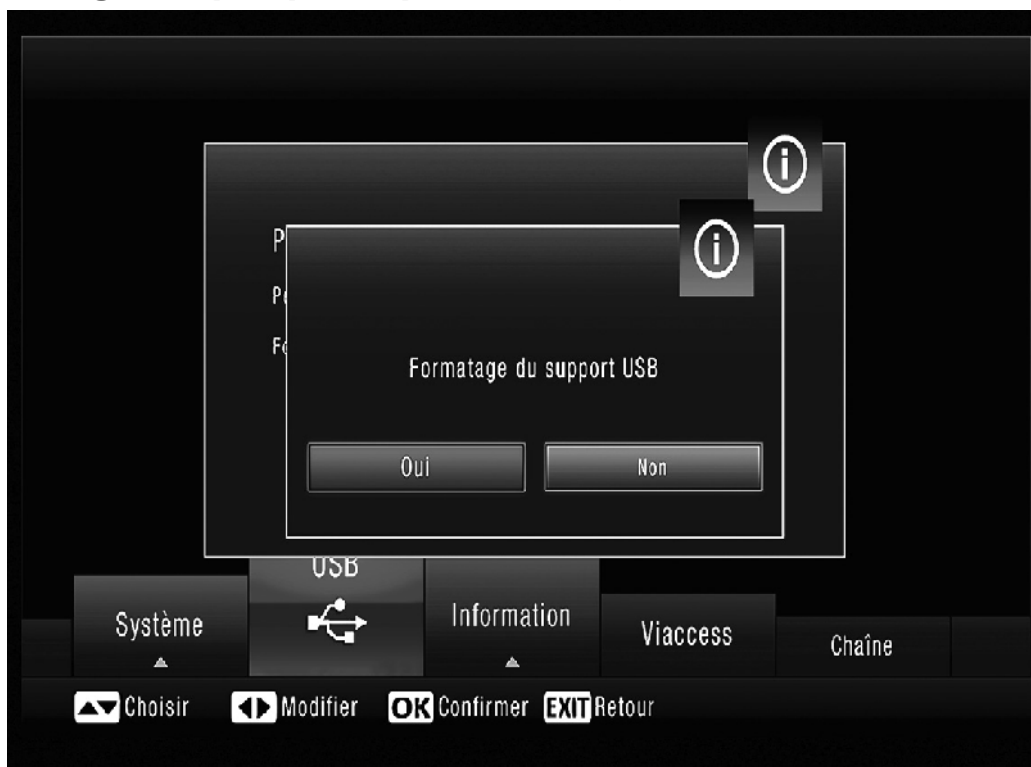 Formatage du support USB
Oui Non
USB
Système Information Viaccess Chaîne
Choisir Modifier OK Confirmer EXIT Retour